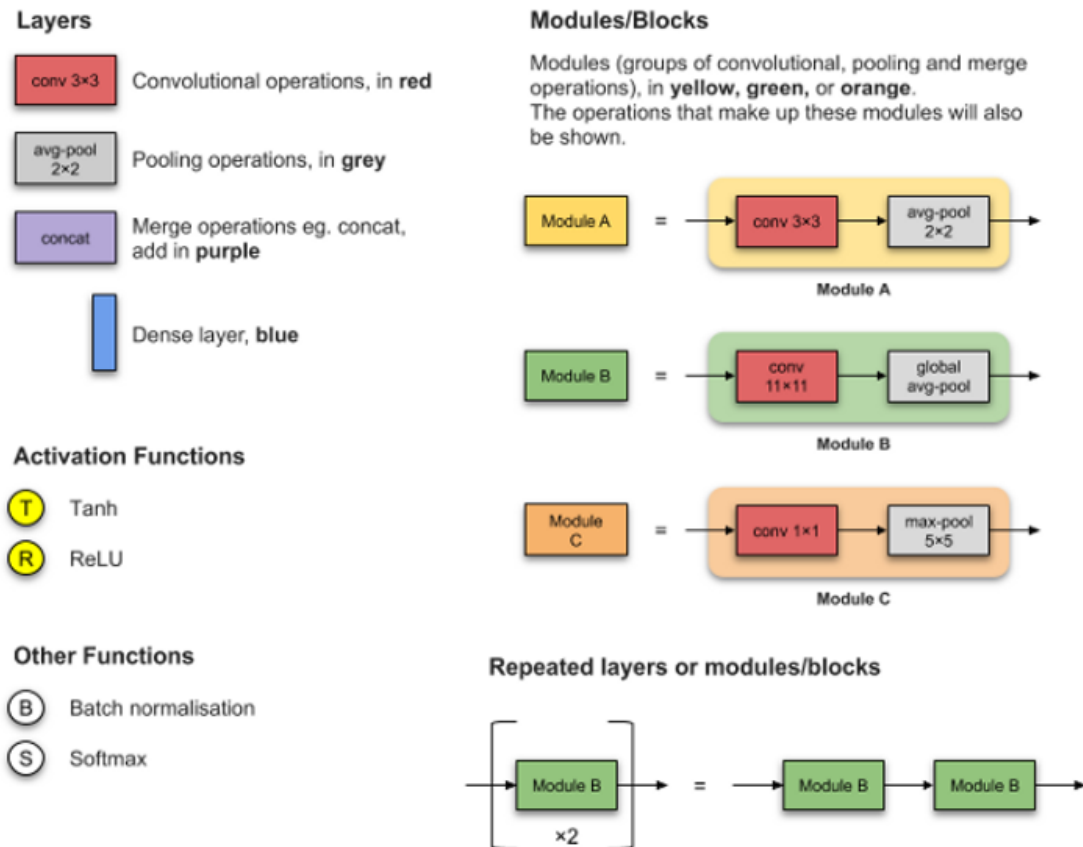 Layers
conv 3×3
Convolutional operations, in red
avg-pool
2×2
Pooling operations, in grey
concat
Merge operations eg. concat,
add in purple
Dense layer, blue
Activation Functions
T
Tanh
R
ReLU
Other Functions
B
Batch normalisation
S
Softmax
Modules/Blocks
Modules (groups of convolutional, pooling and merge
operations), in yellow, green, or orange.
The operations that make up these modules will also
be shown.
Module A
=
conv 3×3
avg-pool
2×2
Module A
Module B
=
conv
11×11
global
avg-pool
Module B
Module
C
=
conv 1×1
max-pool
5×5
Module C
Repeated layers or modules/blocks
Module B
×2
=
Module B
Module B